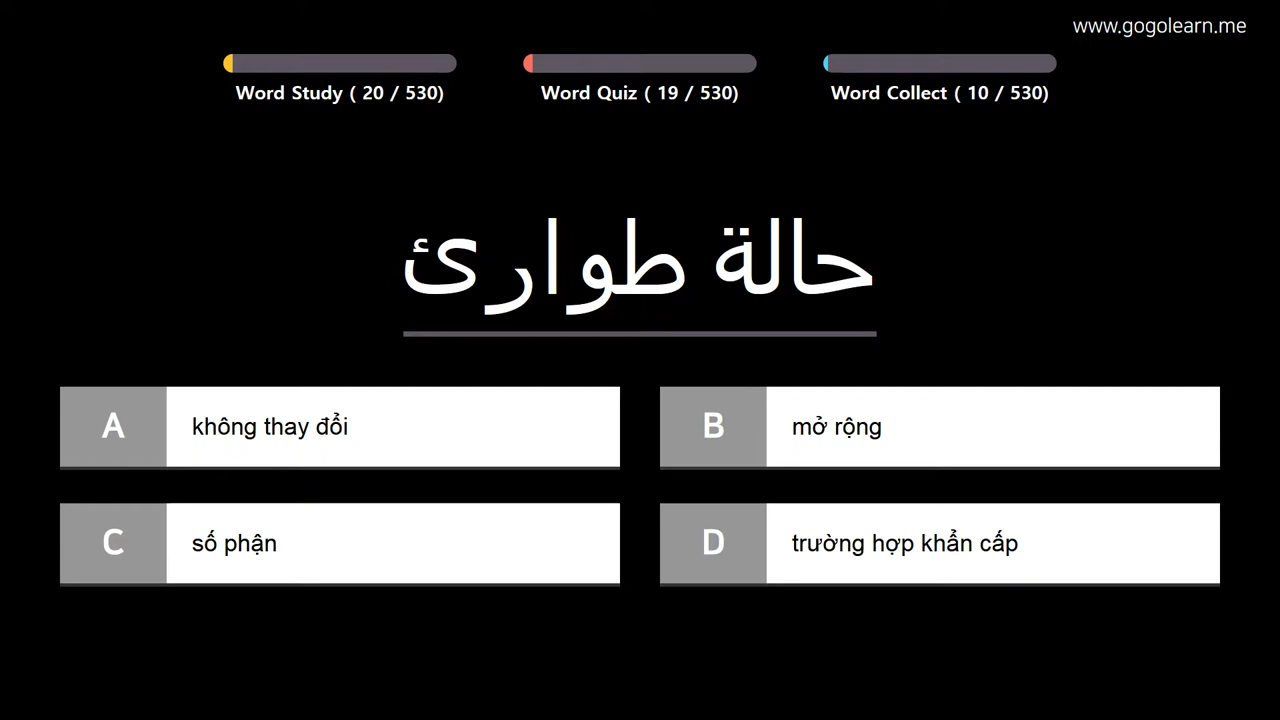 www.gogolearn.me
Word Study ( 20 / 530)
Word Quiz ( 19 / 530)
Word Collect ( 10 / 530)
حالة طوارئ
A
không thay đổi
B
mở rộng
C
số phận
D
trường hợp khẩn cấp